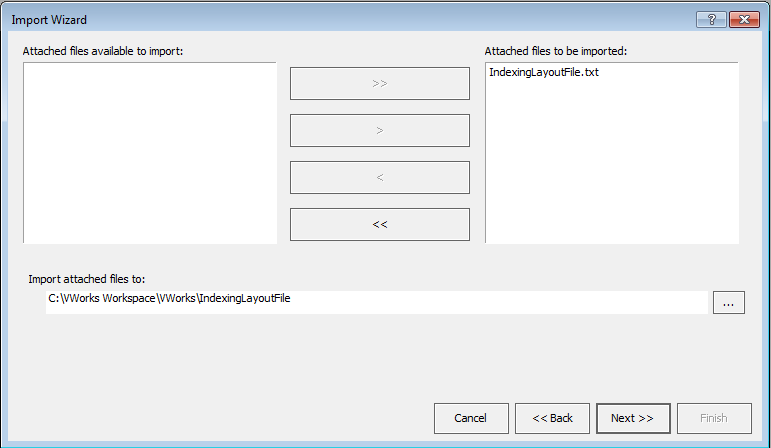 Import Wizard
?
Attached files available to import:
Attached files to be imported:
IndexingLayoutFile.txt
>>
>
<
<<
Import attached files to:
C:\VWorks Workspace\VWorks\IndexingLayoutFile
...
Cancel
<< Back
Next >>
Finish